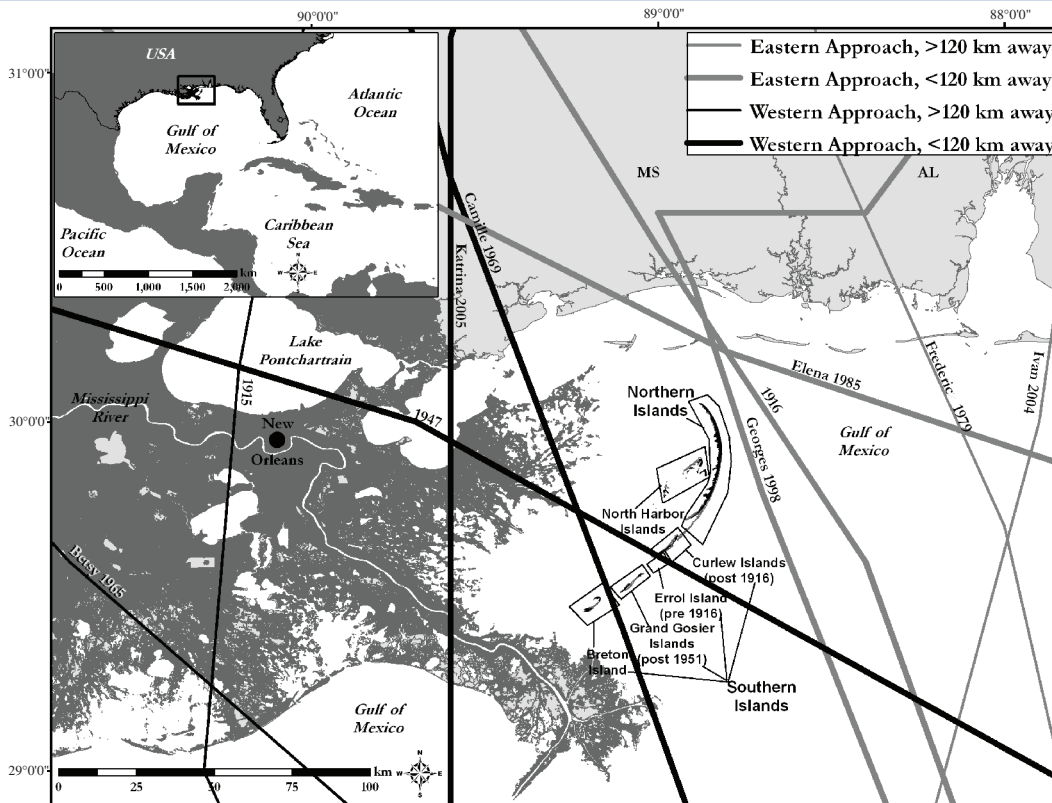 90°0'0"
89°0'0"
88°0'0"
31°0'0"
30°0'0"
29°0'0"
USA
Atlantic
Ocean
Gulf of
Mexico
Caribbean
Sea
Pacific
Ocean
km
0 500 1,000 1,500 2,000
N
W E
S
Eastern Approach, >120 km away
Eastern Approach, <120 km away
Western Approach, >120 km away
Western Approach, <120 km away
MS
AL
Camille 1969
Katrina 2005
Lake
Pontchartrain
Mississippi
River
1915
1947
New
Orleans
Betsy 1965
Elena 1985
Frederic 1979
Ivan 2004
1916
Georges 1998
Gulf of
Mexico
Northern
Islands
North Harbor
Islands
Curlew Islands
(post 1916)
Errol Island
(pre 1916)
Grand Gosier
Islands
(post 1951)
Breton
Island
Southern
Islands
Gulf of
Mexico
0 25 50 75 100
km
N
W E
S